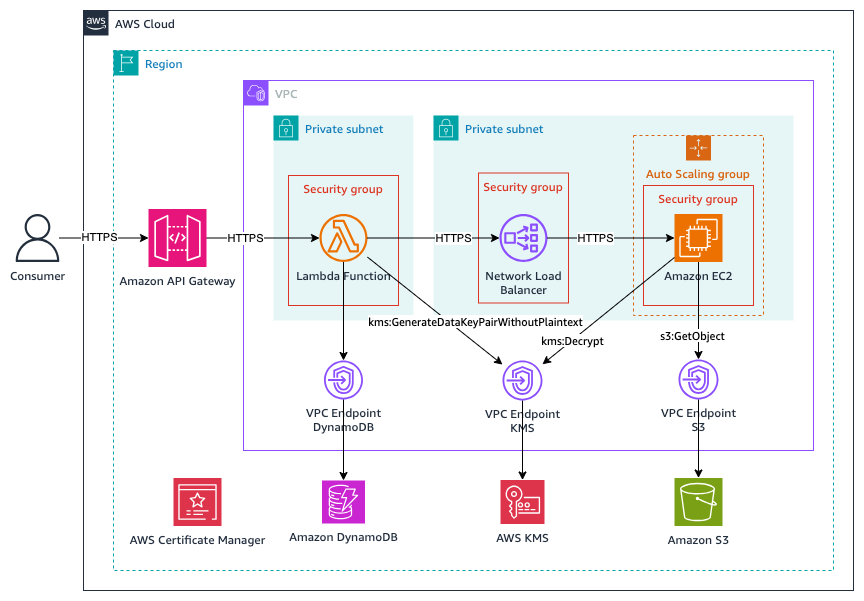 aws
AWS Cloud
Region
VPC
Private subnet
Private subnet
Auto Scaling group
Security group
Security group
Security group
HTTPS
HTTPS
HTTPS
HTTPS
Consumer
Amazon API Gateway
Lambda Function
Network Load
Balancer
Amazon EC2
kms:GenerateDataKeyPairWithoutPlaintext
kms:Decrypt
s3:GetObject
VPC Endpoint
DynamoDB
VPC Endpoint
KMS
VPC Endpoint
S3
AWS Certificate Manager
Amazon DynamoDB
AWS KMS
Amazon S3